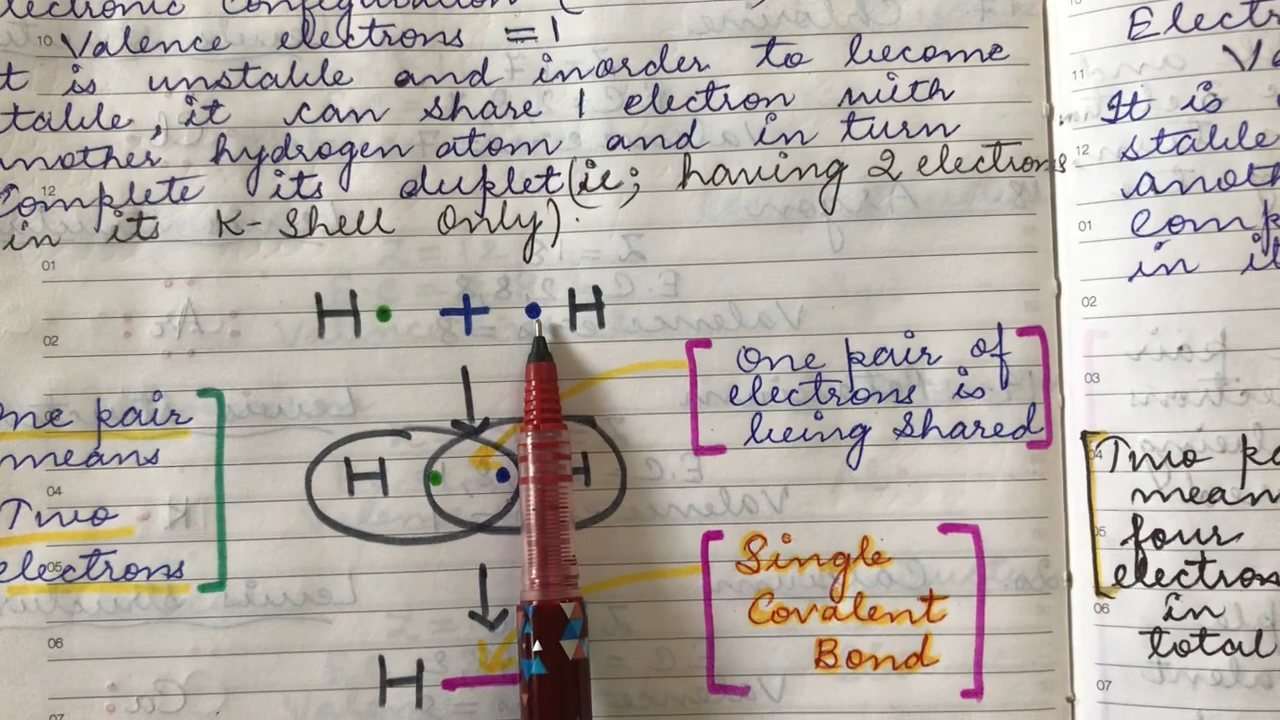 Valence electrons = 1
t is unstable and inorder to become
table, it can share 1 electron with
nother hydrogen atom and in turn
Complete its duplet (ie; having 2 electrons
in its K-Shell Only).
H • + • H
One pair of
electrons is
being Shared
ne pair
means
Two
electrons
H H
Single
Covalent
Bond
H
Electr
Va
It is
stable
anoth
comp
in it
Two pa
mean
four
electron
in
total